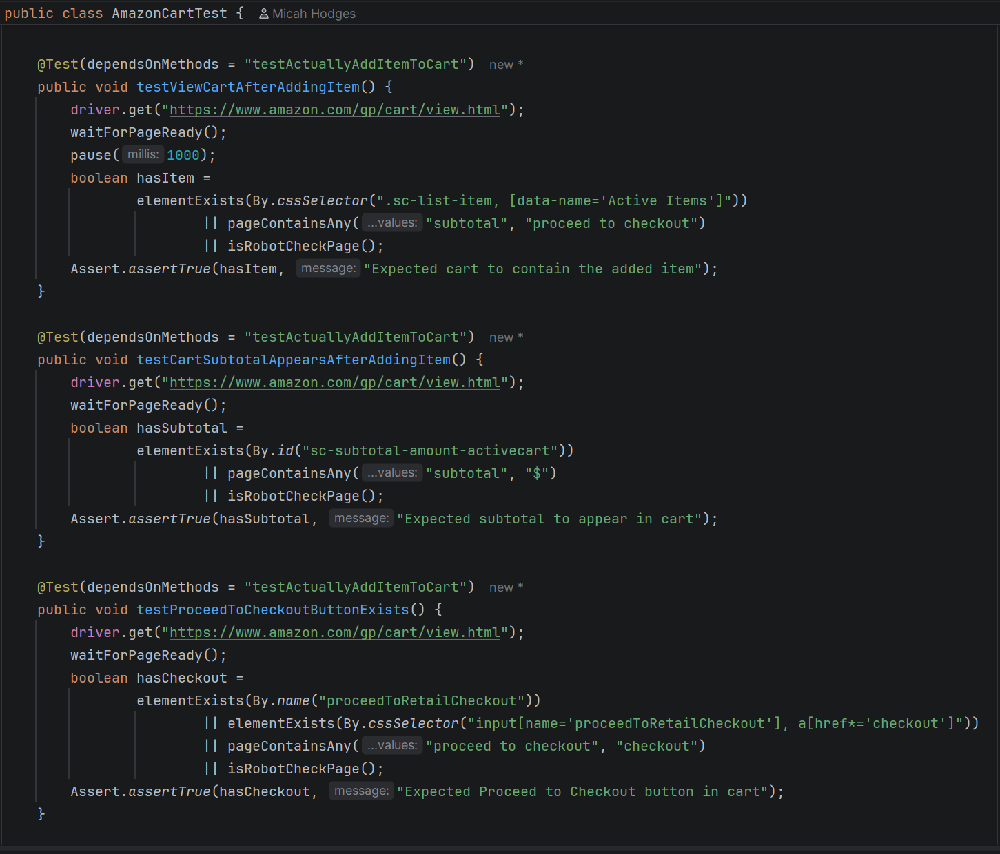 public class AmazonCartTest {  Micah Hodges
@Test(dependsOnMethods = "testActuallyAddItemToCart")  new *
public void testViewCartAfterAddingItem() {
driver.get("https://www.amazon.com/gp/cart/view.html");
waitForPageReady();
pause( millis: 1000);
boolean hasItem =
elementExists(By.cssSelector(".sc-list-item, [data-name='Active Items']"))
|| pageContainsAny( ...values: "subtotal", "proceed to checkout")
|| isRobotCheckPage();
Assert.assertTrue(hasItem,  message: "Expected cart to contain the added item");
}
@Test(dependsOnMethods = "testActuallyAddItemToCart")  new *
public void testCartSubtotalAppearsAfterAddingItem() {
driver.get("https://www.amazon.com/gp/cart/view.html");
waitForPageReady();
boolean hasSubtotal =
elementExists(By.id("sc-subtotal-amount-activecart"))
|| pageContainsAny( ...values: "subtotal", "$")
|| isRobotCheckPage();
Assert.assertTrue(hasSubtotal,  message: "Expected subtotal to appear in cart");
}
@Test(dependsOnMethods = "testActuallyAddItemToCart")  new *
public void testProceedToCheckoutButtonExists() {
driver.get("https://www.amazon.com/gp/cart/view.html");
waitForPageReady();
boolean hasCheckout =
elementExists(By.name("proceedToRetailCheckout"))
|| elementExists(By.cssSelector("input[name='proceedToRetailCheckout'], a[href*='checkout']"))
|| pageContainsAny( ...values: "proceed to checkout", "checkout")
|| isRobotCheckPage();
Assert.assertTrue(hasCheckout,  message: "Expected Proceed to Checkout button in cart");
}